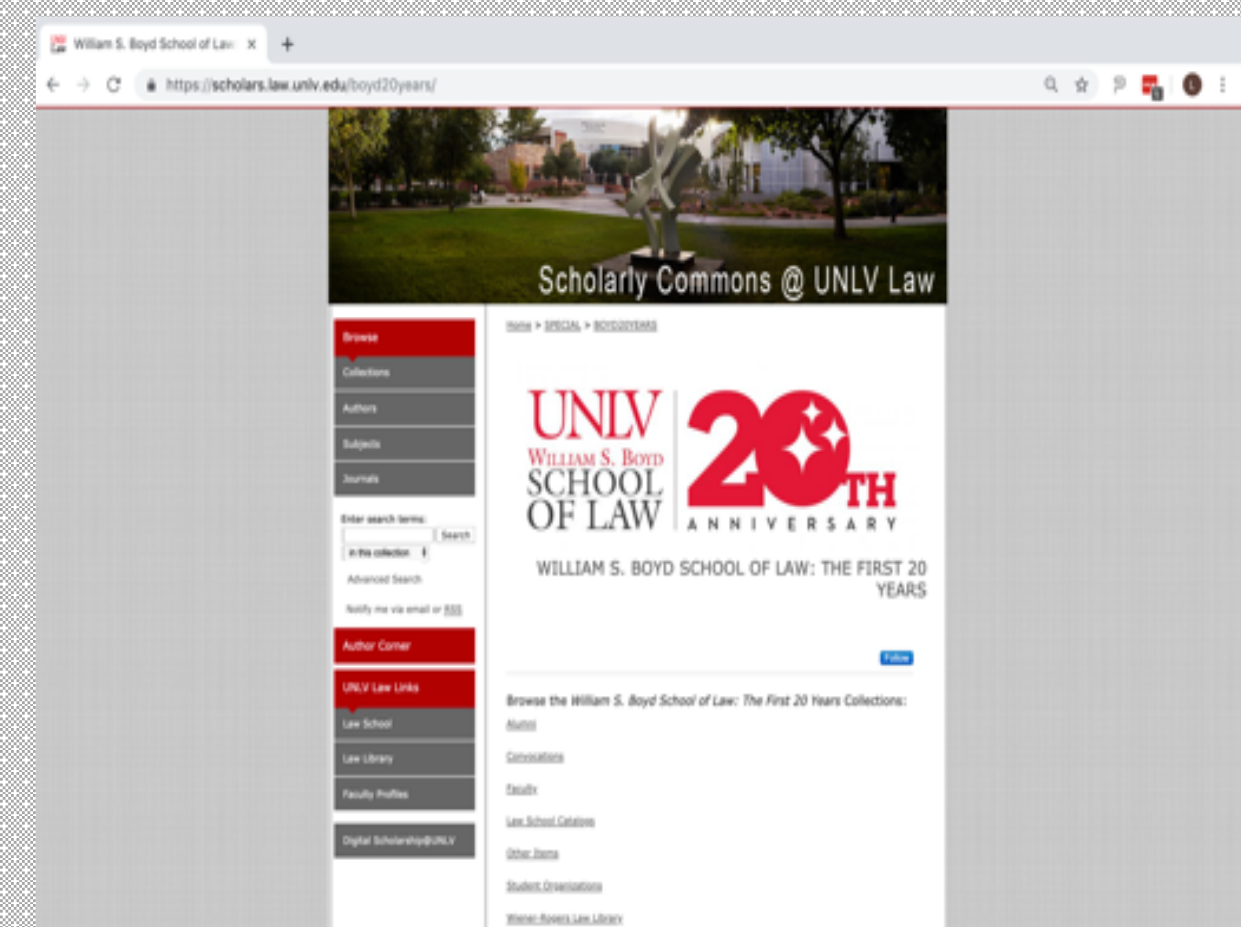 William S. Boyd School of Law
https://scholars.law.unlv.edu/boyd20years/
Scholarly Commons @ UNLV Law
Home > SPECIAL > BOYD20YEARS
Browse
Collections
Authors
Subjects
Journals
Enter search terms:
Search
in this collection
Advanced Search
Notify me via email or RSS
Author Corner
UNLV Law Links
Law School
Law Library
Faculty Profiles
Digital Scholarship@UNLV
UNLV
WILLIAM S. BOYD
SCHOOL
OF LAW
20TH
ANNIVERSARY
WILLIAM S. BOYD SCHOOL OF LAW: THE FIRST 20
YEARS
Follow
Browse the William S. Boyd School of Law: The First 20 Years Collections:
Alumni
Convocations
Faculty
Law School Catalogs
Other Items
Student Organizations
Wiener-Rogers Law Library